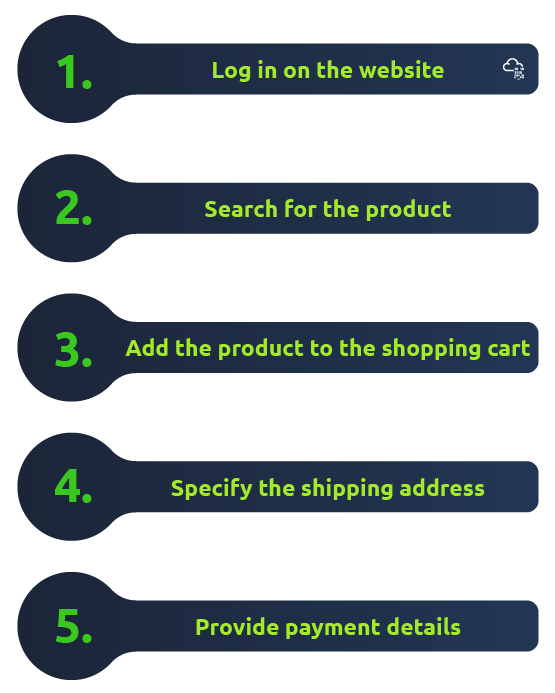 1.
Log in on the website
2.
Search for the product
3.
Add the product to the shopping cart
4.
Specify the shipping address
5.
Provide payment details